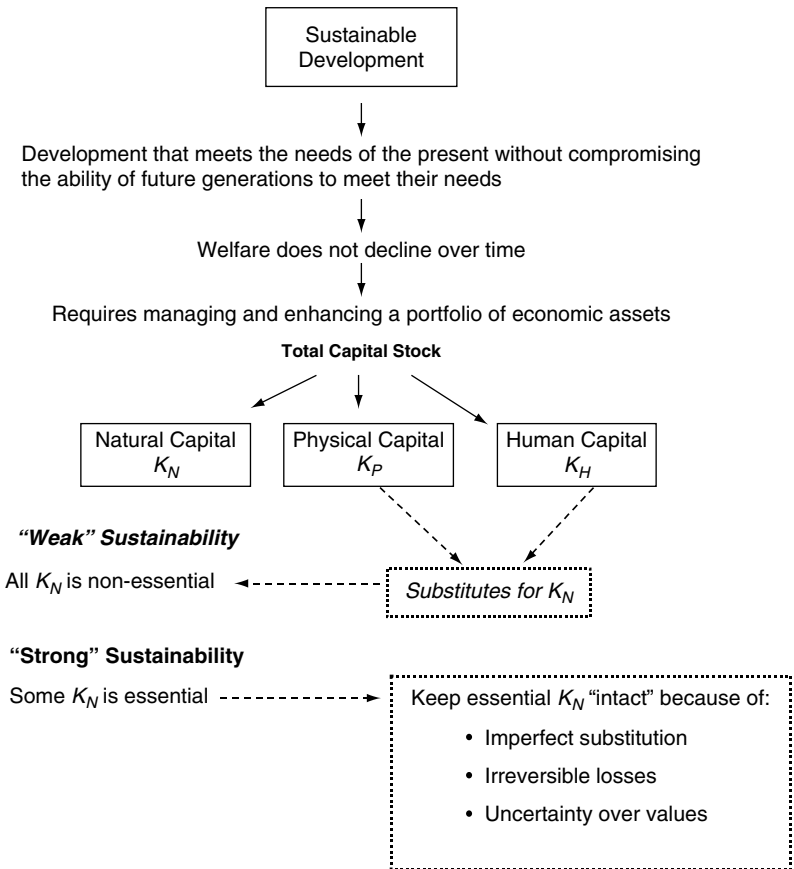 Sustainable
Development
Development that meets the needs of the present without compromising
the ability of future generations to meet their needs
Welfare does not decline over time
Requires managing and enhancing a portfolio of economic assets
Total Capital Stock
Natural Capital
K_N
Physical Capital
K_P
Human Capital
K_H
“Weak” Sustainability
All K_N is non-essential
Substitutes for K_N
“Strong” Sustainability
Some K_N is essential
Keep essential K_N “intact” because of:
• Imperfect substitution
• Irreversible losses
• Uncertainty over values